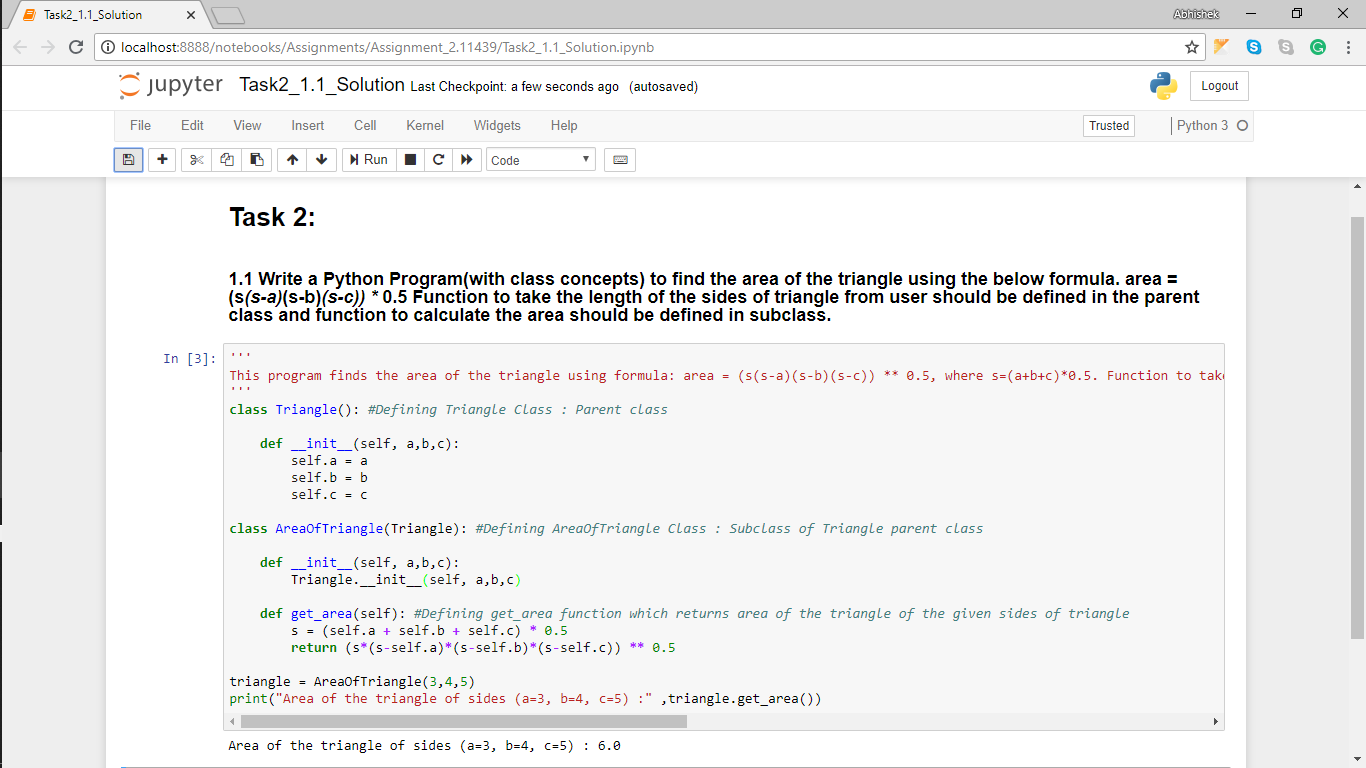 Task2_1.1_Solution
Abhishek
localhost:8888/notebooks/Assignments/Assignment_2.11439/Task2_1.1_Solution.ipynb
jupyter Task2_1.1_Solution Last Checkpoint: a few seconds ago (autosaved)
Logout
File Edit View Insert Cell Kernel Widgets Help
Trusted
Python 3
Run
Code
Task 2:
1.1 Write a Python Program(with class concepts) to find the area of the triangle using the below formula. area =
(s(s-a)(s-b)(s-c)) * 0.5 Function to take the length of the sides of triangle from user should be defined in the parent
class and function to calculate the area should be defined in subclass.
In [3]:
'''
This program finds the area of the triangle using formula: area = (s(s-a)(s-b)(s-c)) ** 0.5, where s=(a+b+c)*0.5. Function to tak
'''
class Triangle(): #Defining Triangle Class : Parent class
def __init__(self, a,b,c):
self.a = a
self.b = b
self.c = c
class AreaOfTriangle(Triangle): #Defining AreaOfTriangle Class : Subclass of Triangle parent class
def __init__(self, a,b,c):
Triangle.__init__(self, a,b,c)
def get_area(self): #Defining get_area function which returns area of the triangle of the given sides of triangle
s = (self.a + self.b + self.c) * 0.5
return (s*(s-self.a)*(s-self.b)*(s-self.c)) ** 0.5
triangle = AreaOfTriangle(3,4,5)
print("Area of the triangle of sides (a=3, b=4, c=5) :" ,triangle.get_area())
Area of the triangle of sides (a=3, b=4, c=5) : 6.0